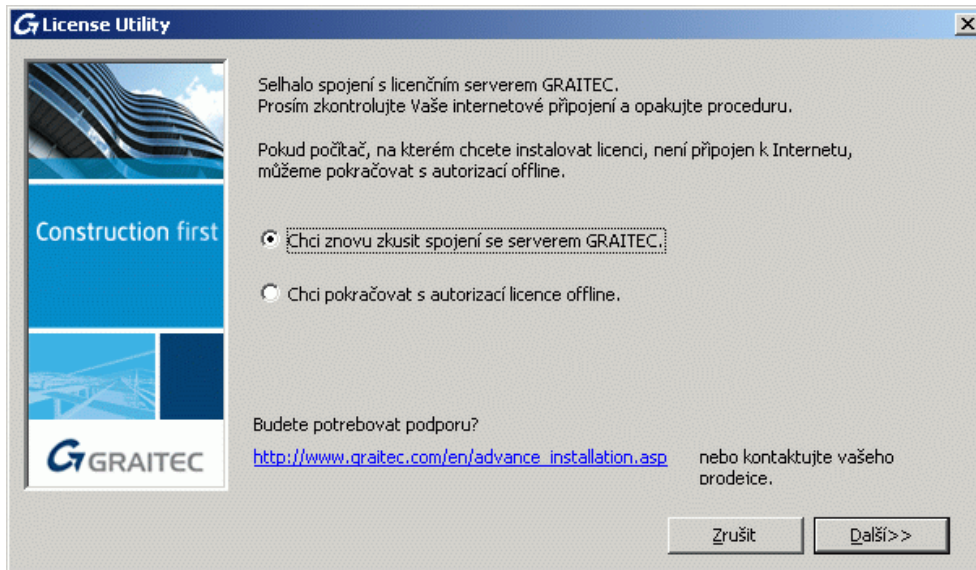 License Utility
Selhalo spojení s licenčním serverem GRAITEC.
Prosím zkontrolujte Vaše internetové připojení a opakujte proceduru.
Pokud počítač, na kterém chcete instalovat licenci, není připojen k Internetu,
můžeme pokračovat s autorizací offline.
Construction first
Chci znovu zkusit spojení se serverem GRAITEC.
Chci pokračovat s autorizací licence offline.
Budete potrebovat podporu?
http://www.graitec.com/en/advance_installation.asp nebo kontaktujte vašeho
prodejce.
GRAITEC
Zrušit Další>>